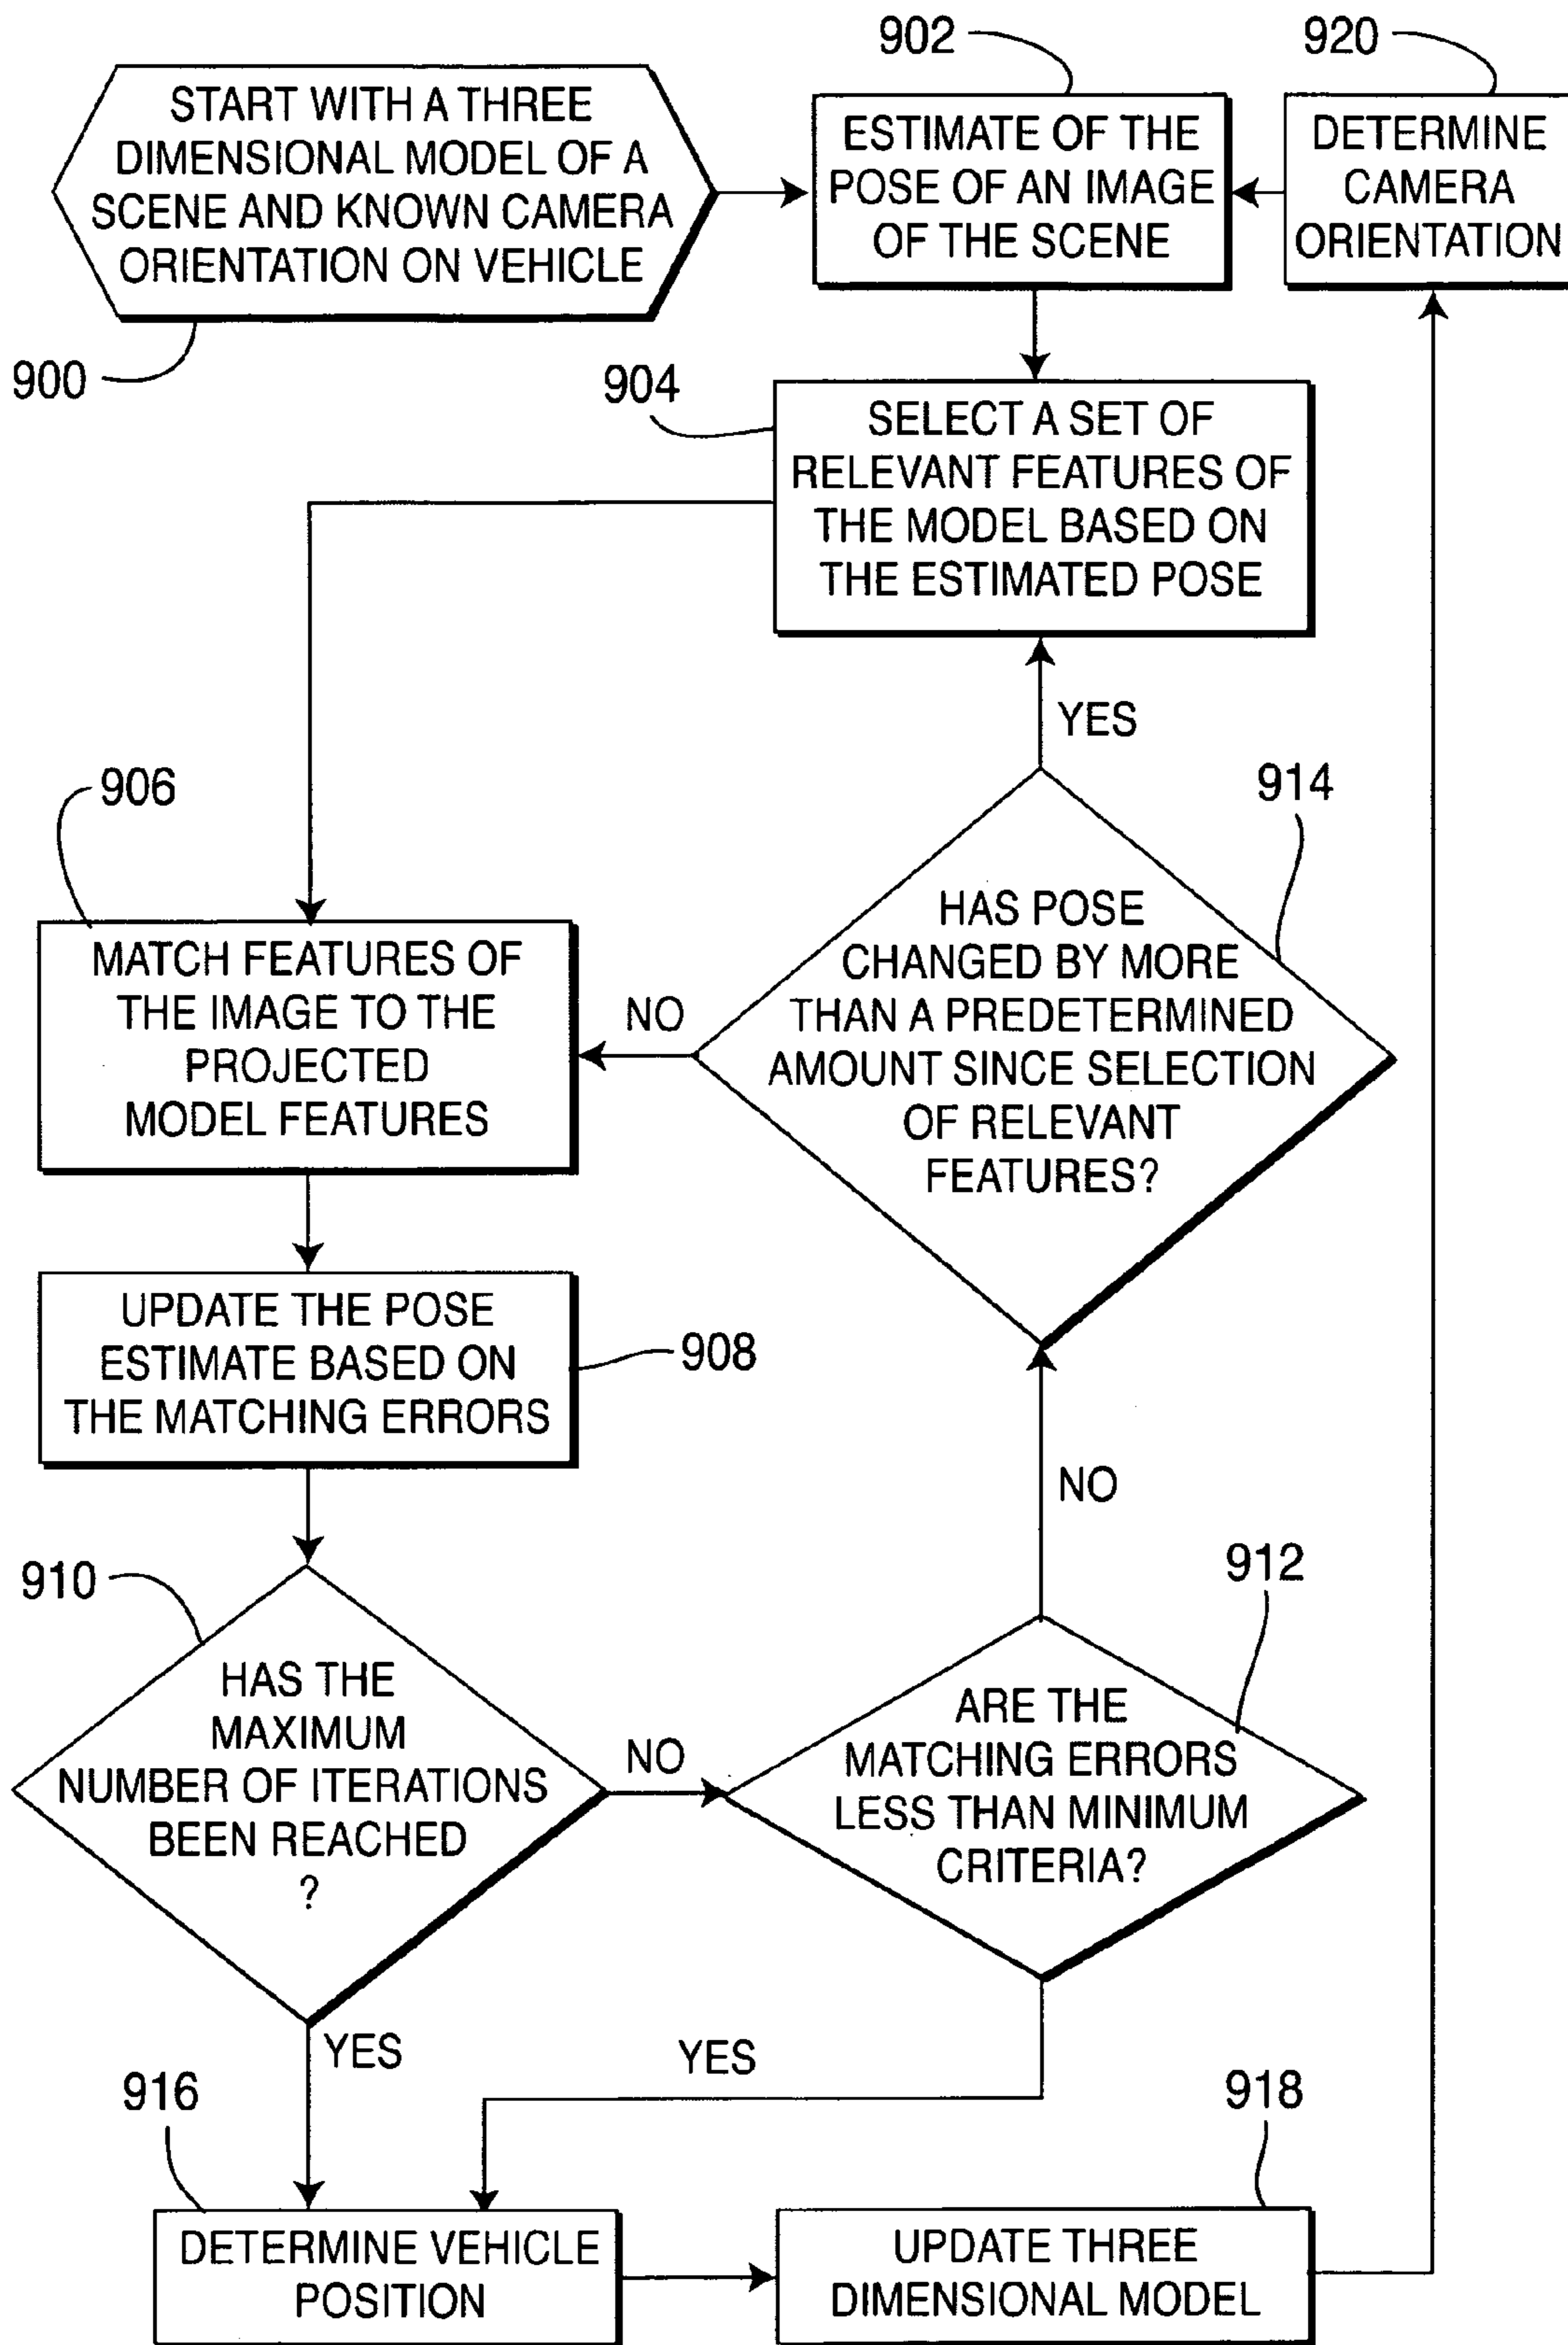 902
920
START WITH A THREE
DIMENSIONAL MODEL OF A
SCENE AND KNOWN CAMERA
ORIENTATION ON VEHICLE
ESTIMATE OF THE
POSE OF AN IMAGE
OF THE SCENE
DETERMINE
CAMERA
ORIENTATION
900
904
SELECT A SET OF
RELEVANT FEATURES OF
THE MODEL BASED ON
THE ESTIMATED POSE
YES
906
914
MATCH FEATURES OF
THE IMAGE TO THE
PROJECTED
MODEL FEATURES
NO
HAS POSE
CHANGED BY MORE
THAN A PREDETERMINED
AMOUNT SINCE SELECTION
OF RELEVANT
FEATURES?
UPDATE THE POSE
ESTIMATE BASED ON
THE MATCHING ERRORS
908
NO
910
912
HAS THE
MAXIMUM
NUMBER OF ITERATIONS
BEEN REACHED
?
NO
ARE THE
MATCHING ERRORS
LESS THAN MINIMUM
CRITERIA?
YES
YES
916
918
DETERMINE VEHICLE
POSITION
UPDATE THREE
DIMENSIONAL MODEL